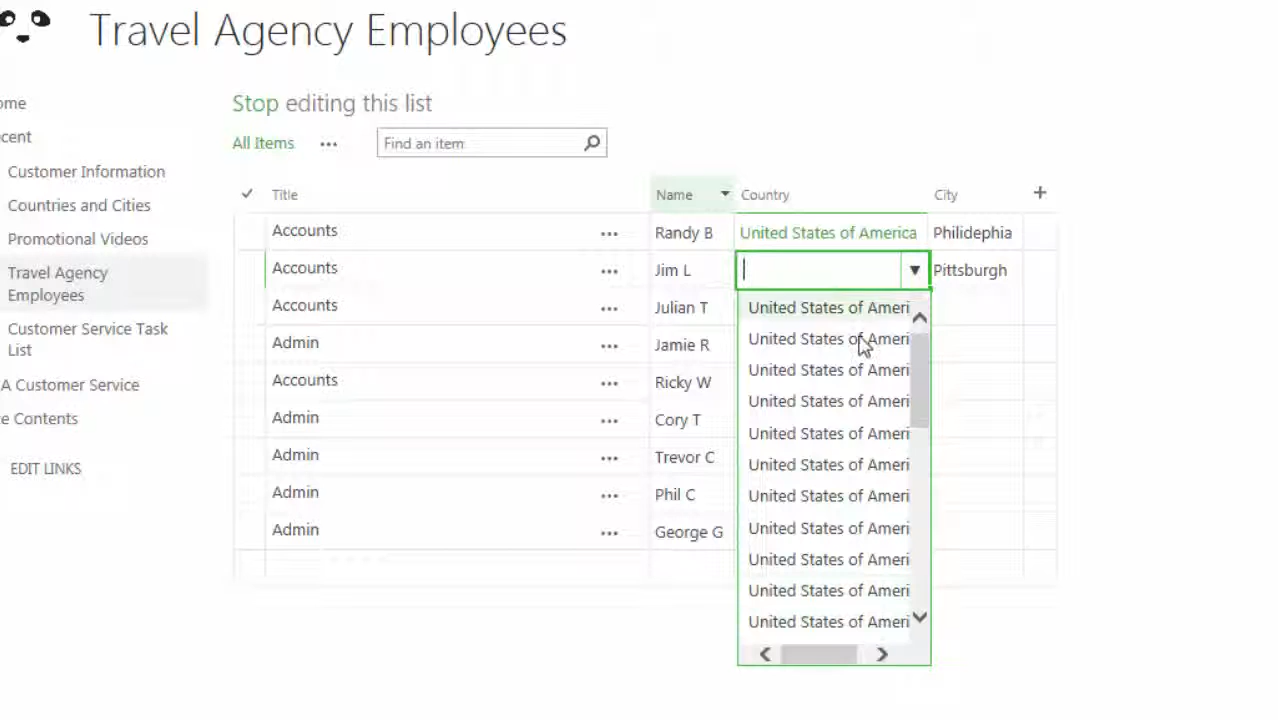 Travel Agency Employees
ome
cent
Customer Information
Countries and Cities
Promotional Videos
Travel Agency
Employees
Customer Service Task
List
A Customer Service
e Contents
EDIT LINKS
Stop editing this list
All Items ...
Find an item
Title Name Country City +
Accounts ... Randy B United States of America Philidephia
Accounts ... Jim L Pittsburgh
Accounts ... Julian T
Admin ... Jamie R
Accounts ... Ricky W
Admin ... Cory T
Admin ... Trevor C
Admin ... Phil C
Admin ... George G
United States of Ameri
United States of Ameri
United States of Ameri
United States of Ameri
United States of Ameri
United States of Ameri
United States of Ameri
United States of Ameri
United States of Ameri
United States of Ameri
United States of Ameri